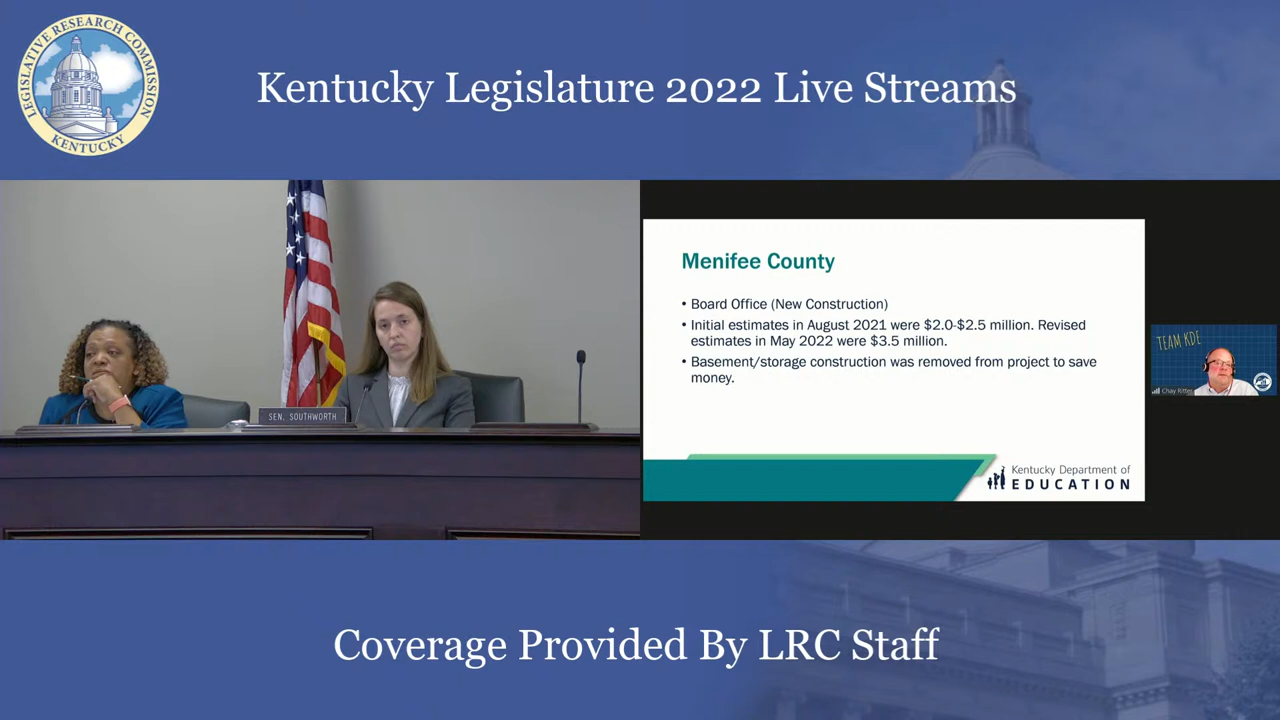 LEGISLATIVE RESEARCH COMMISSION
KENTUCKY
Kentucky Legislature 2022 Live Streams
SEN. SOUTHWORTH
Menifee County
• Board Office (New Construction)
• Initial estimates in August 2021 were $2.0-$2.5 million. Revised
estimates in May 2022 were $3.5 million.
• Basement/storage construction was removed from project to save
money.
Kentucky Department of
EDUCATION
TEAM KDE
Chay Ritter
Coverage Provided By LRC Staff